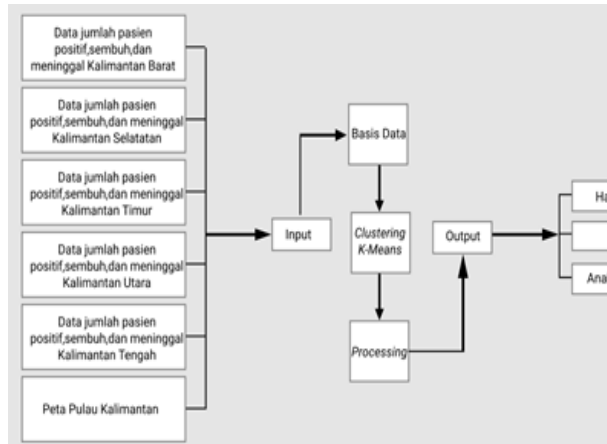 Data jumlah pasien
positif,sembuh,dan
meninggal Kalimantan Barat
Data jumlah pasien
positif,sembuh,dan meninggal
Kalimantan Selatatan
Data jumlah pasien
positif,sembuh,dan meninggal
Kalimantan Timur
Data jumlah pasien
positif,sembuh,dan meninggal
Kalimantan Utara
Data jumlah pasien
positif,sembuh,dan meninggal
Kalimantan Tengah
Peta Pulau Kalimantan
Input
Basis Data
Clustering
K-Means
Processing
Output